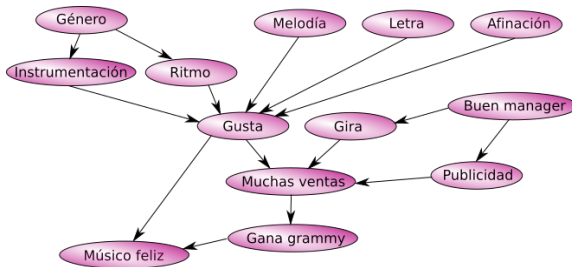 Género
Melodía
Letra
Afinación
Instrumentación
Ritmo
Buen manager
Gusta
Gira
Muchas ventas
Publicidad
Músico feliz
Gana grammy